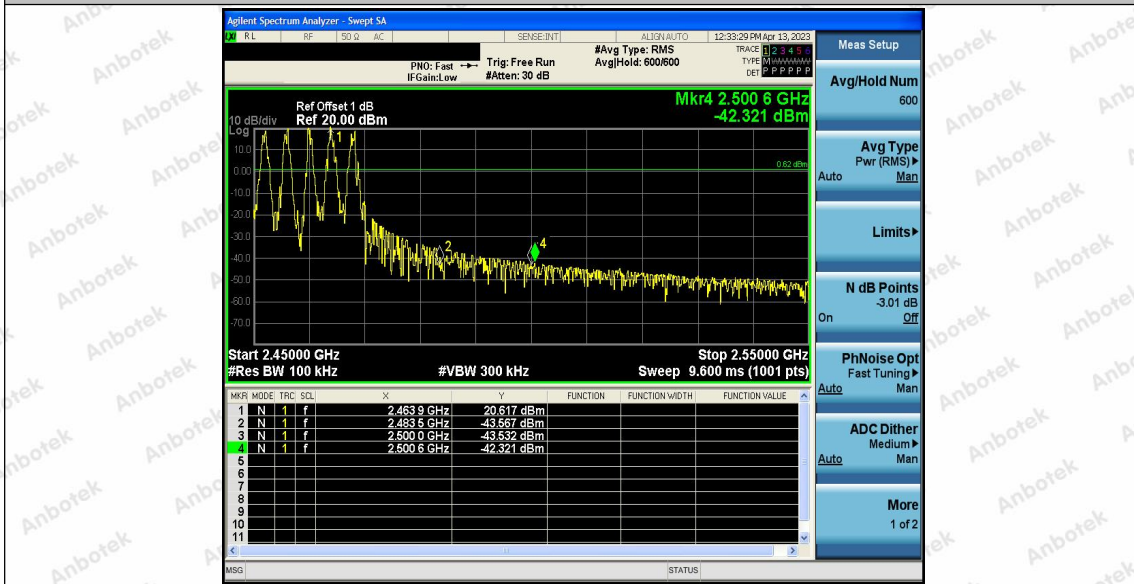 Agilent Spectrum Analyzer - Swept SA
LXI RL RF 50 Ω AC SENSE:INT ALIGN AUTO 12:33:29 PM Apr 13, 2023
PNO: Fast
IFGain:Low
Trig: Free Run
#Atten: 30 dB
#Avg Type: RMS
Avg|Hold: 600/600
TRACE 1 2 3 4 5 6
TYPE M
DET P P P P P P
Mkr4 2.500 6 GHz
-42.321 dBm
Ref Offset 1 dB
10 dB/div Ref 20.00 dBm
Log
10.0
0.00
-10.0
-20.0
-30.0
-40.0
-50.0
-60.0
-70.0
1
2
4
0.62 dBm
Start 2.45000 GHz Stop 2.55000 GHz
#Res BW 100 kHz #VBW 300 kHz Sweep 9.600 ms (1001 pts)
MKR MODE TRC SCL X Y FUNCTION FUNCTION WIDTH FUNCTION VALUE
1 N 1 f 2.463 9 GHz 20.617 dBm
2 N 1 f 2.483 5 GHz -43.567 dBm
3 N 1 f 2.500 0 GHz -43.532 dBm
4 N 1 f 2.500 6 GHz -42.321 dBm
5
6
7
8
9
10
11
MSG STATUS
Meas Setup
Avg/Hold Num
600
Avg Type
Pwr (RMS)
Auto Man
Limits
N dB Points
-3.01 dB
On Off
PhNoise Opt
Fast Tuning
Auto Man
ADC Dither
Medium
Auto Man
More
1 of 2
Anbotek